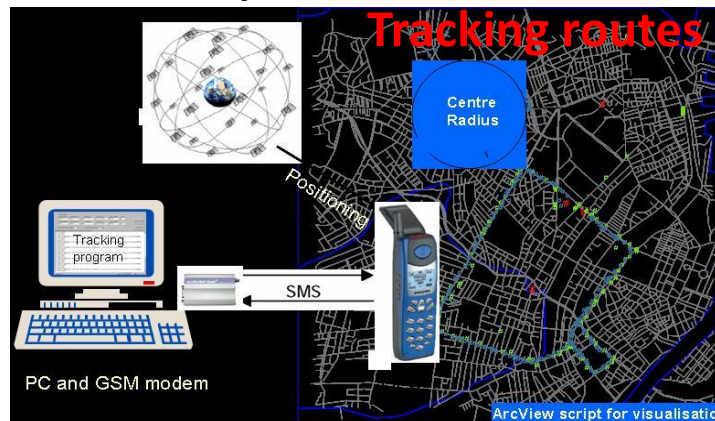 Tracking routes
Centre
Radius
Positioning
Tracking
program
SMS
PC and GSM modem
ArcView script for visualisatio